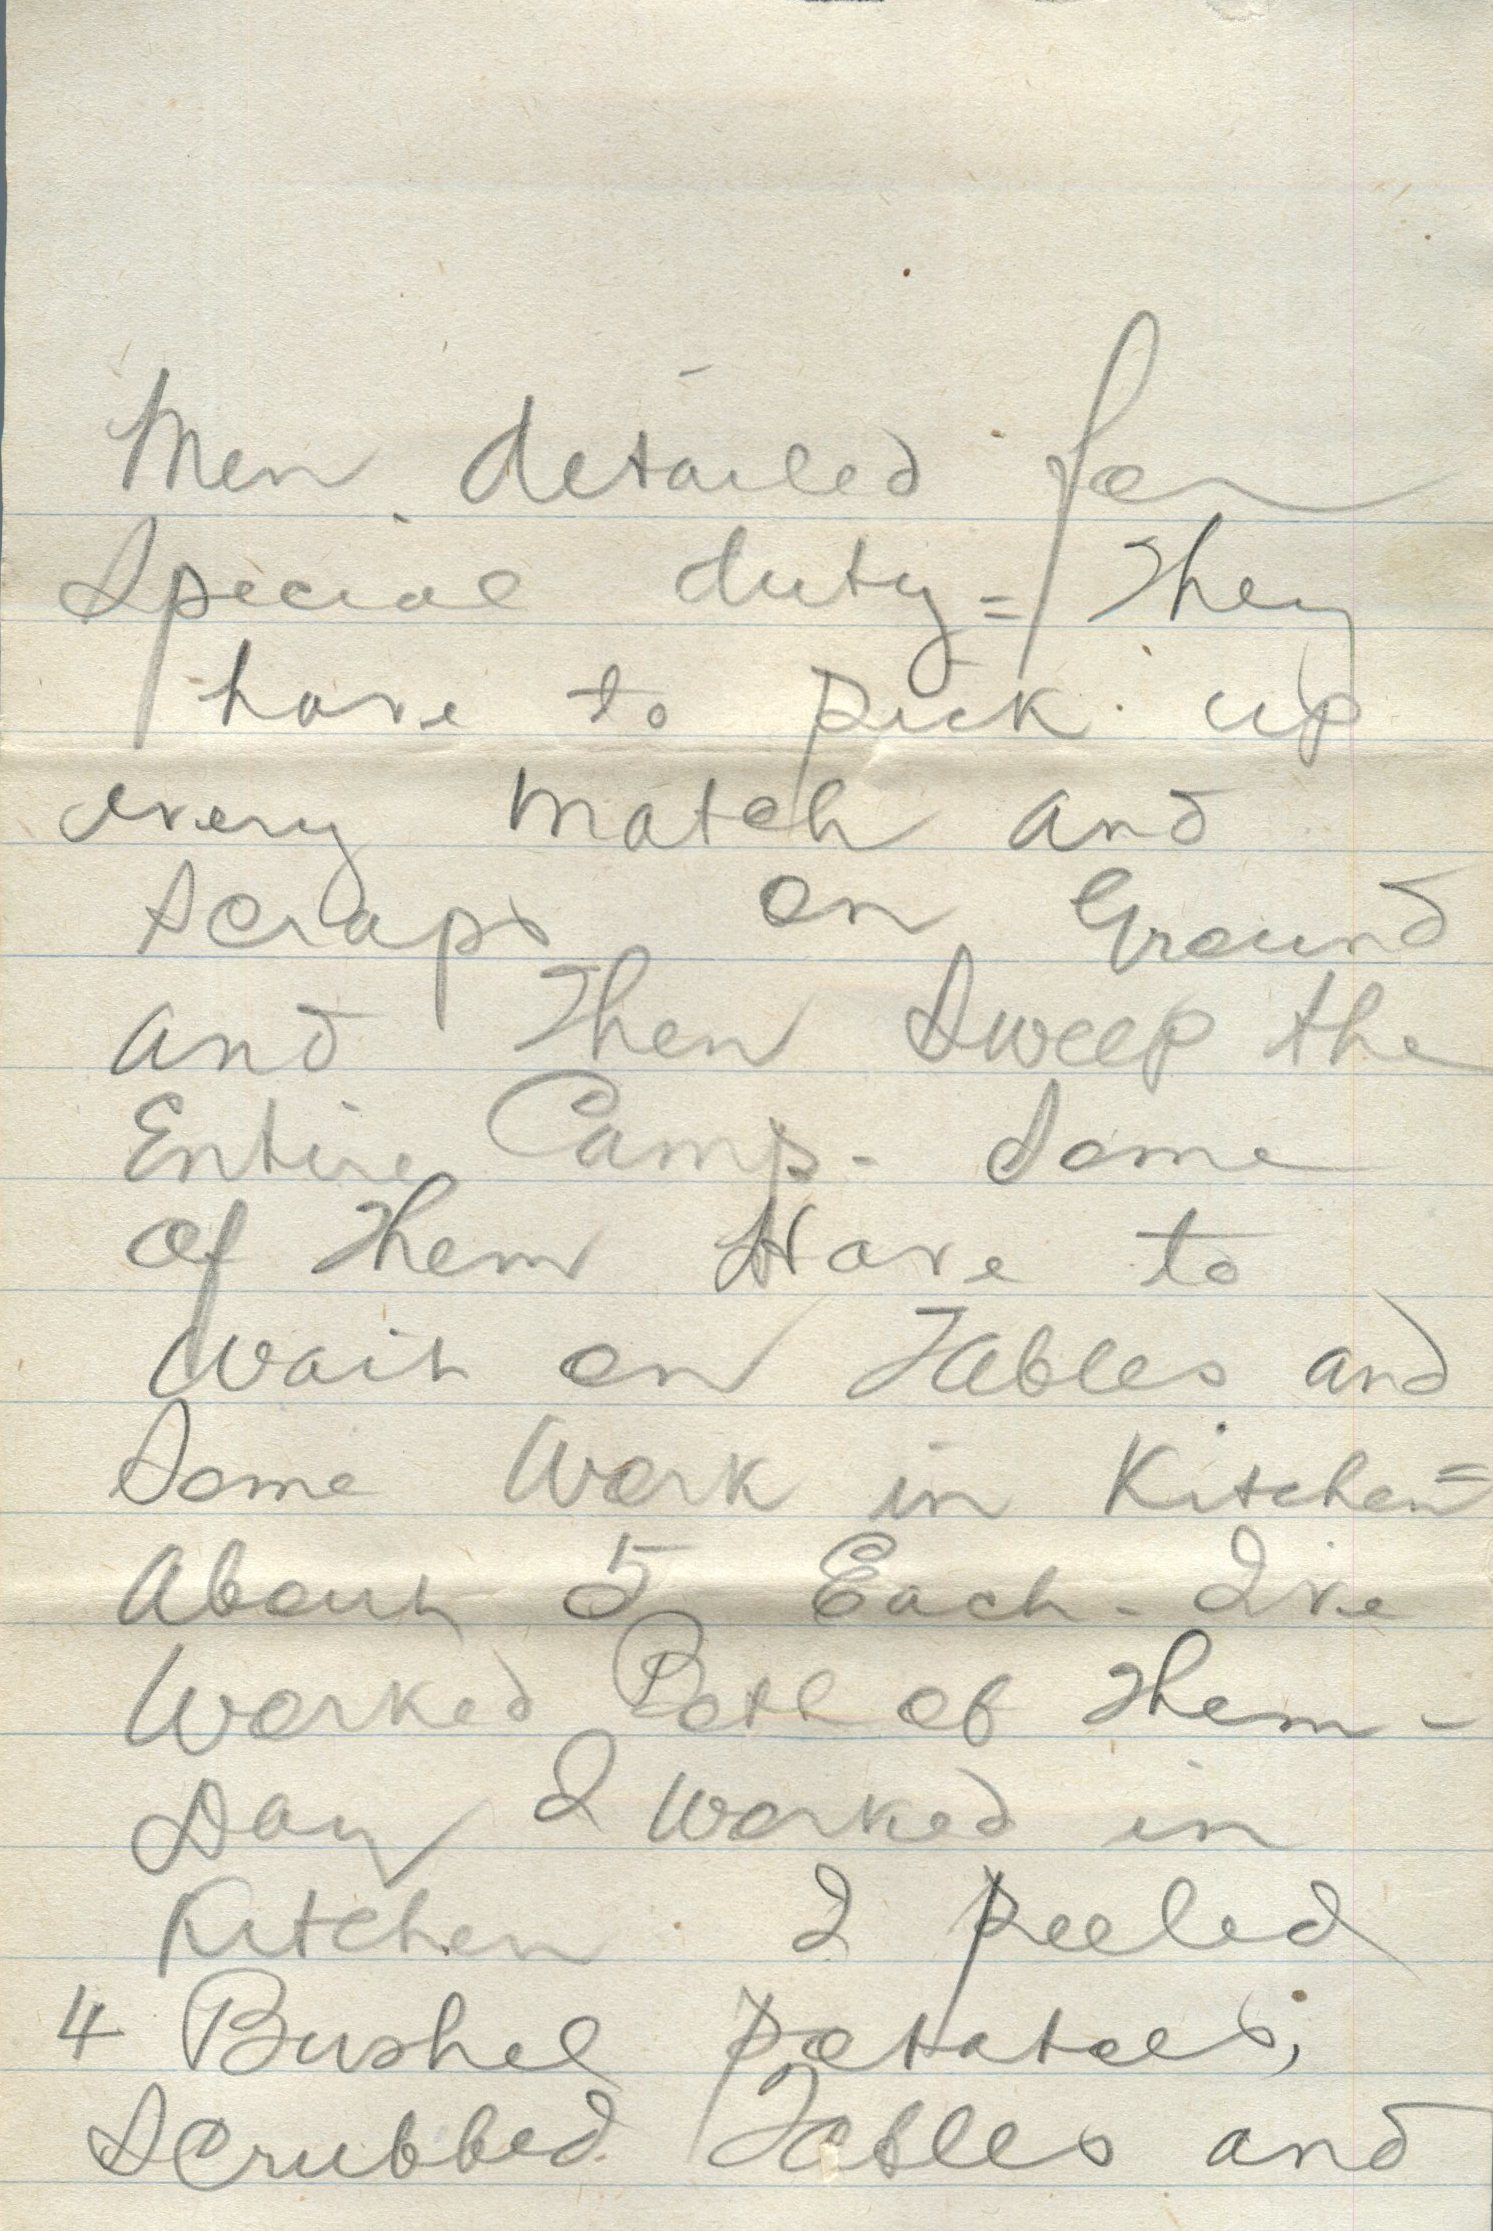 Men detailed for
Special duty = They
have to pick up
every match and
Scraps on Ground
and Then Sweep the
Entire Camp - Some
of Them Have to
Wait on Tables and
Some Work in Kitchen =
About 5 Each - I've
Worked Both of Them -
Day I Worked in
Kitchen I peeled
4 Bushel potatoes,
Scrubbed Tables and